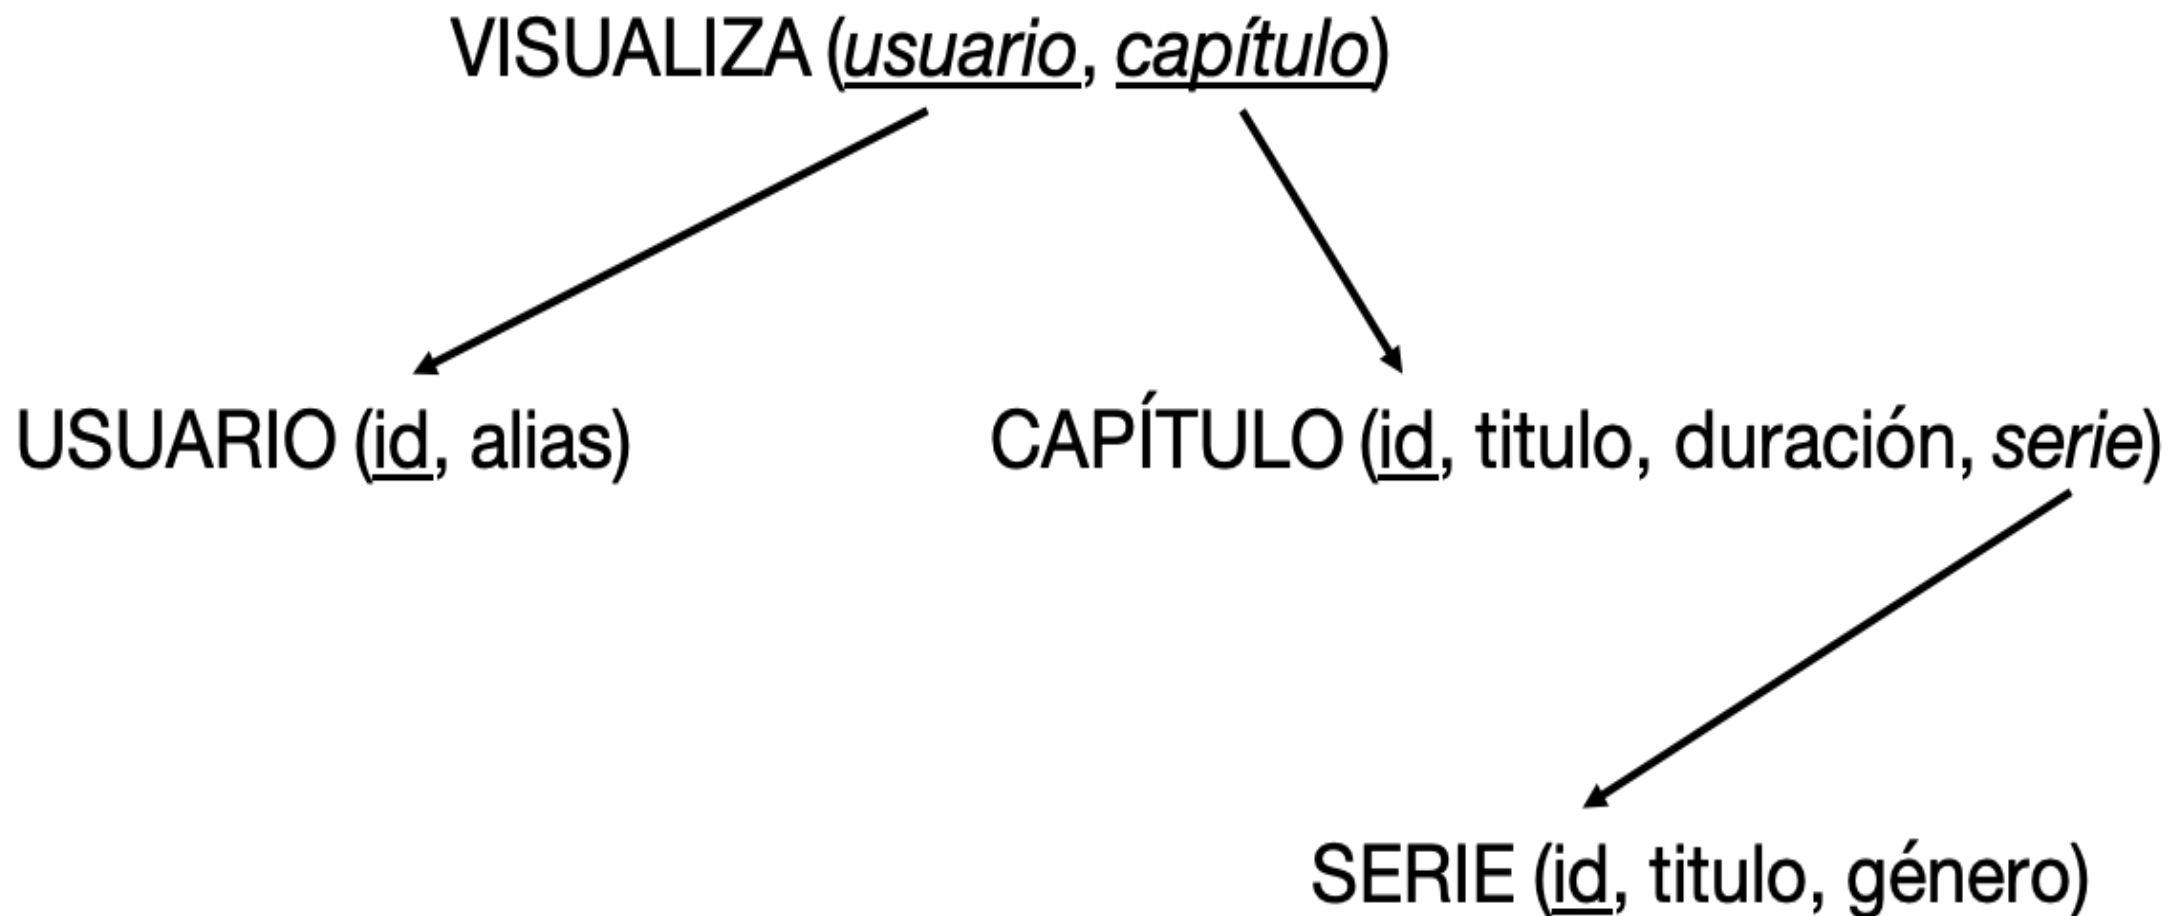 VISUALIZA (usuario, capítulo)
USUARIO (id, alias)
CAPÍTULO (id, titulo, duración, serie)
SERIE (id, titulo, género)